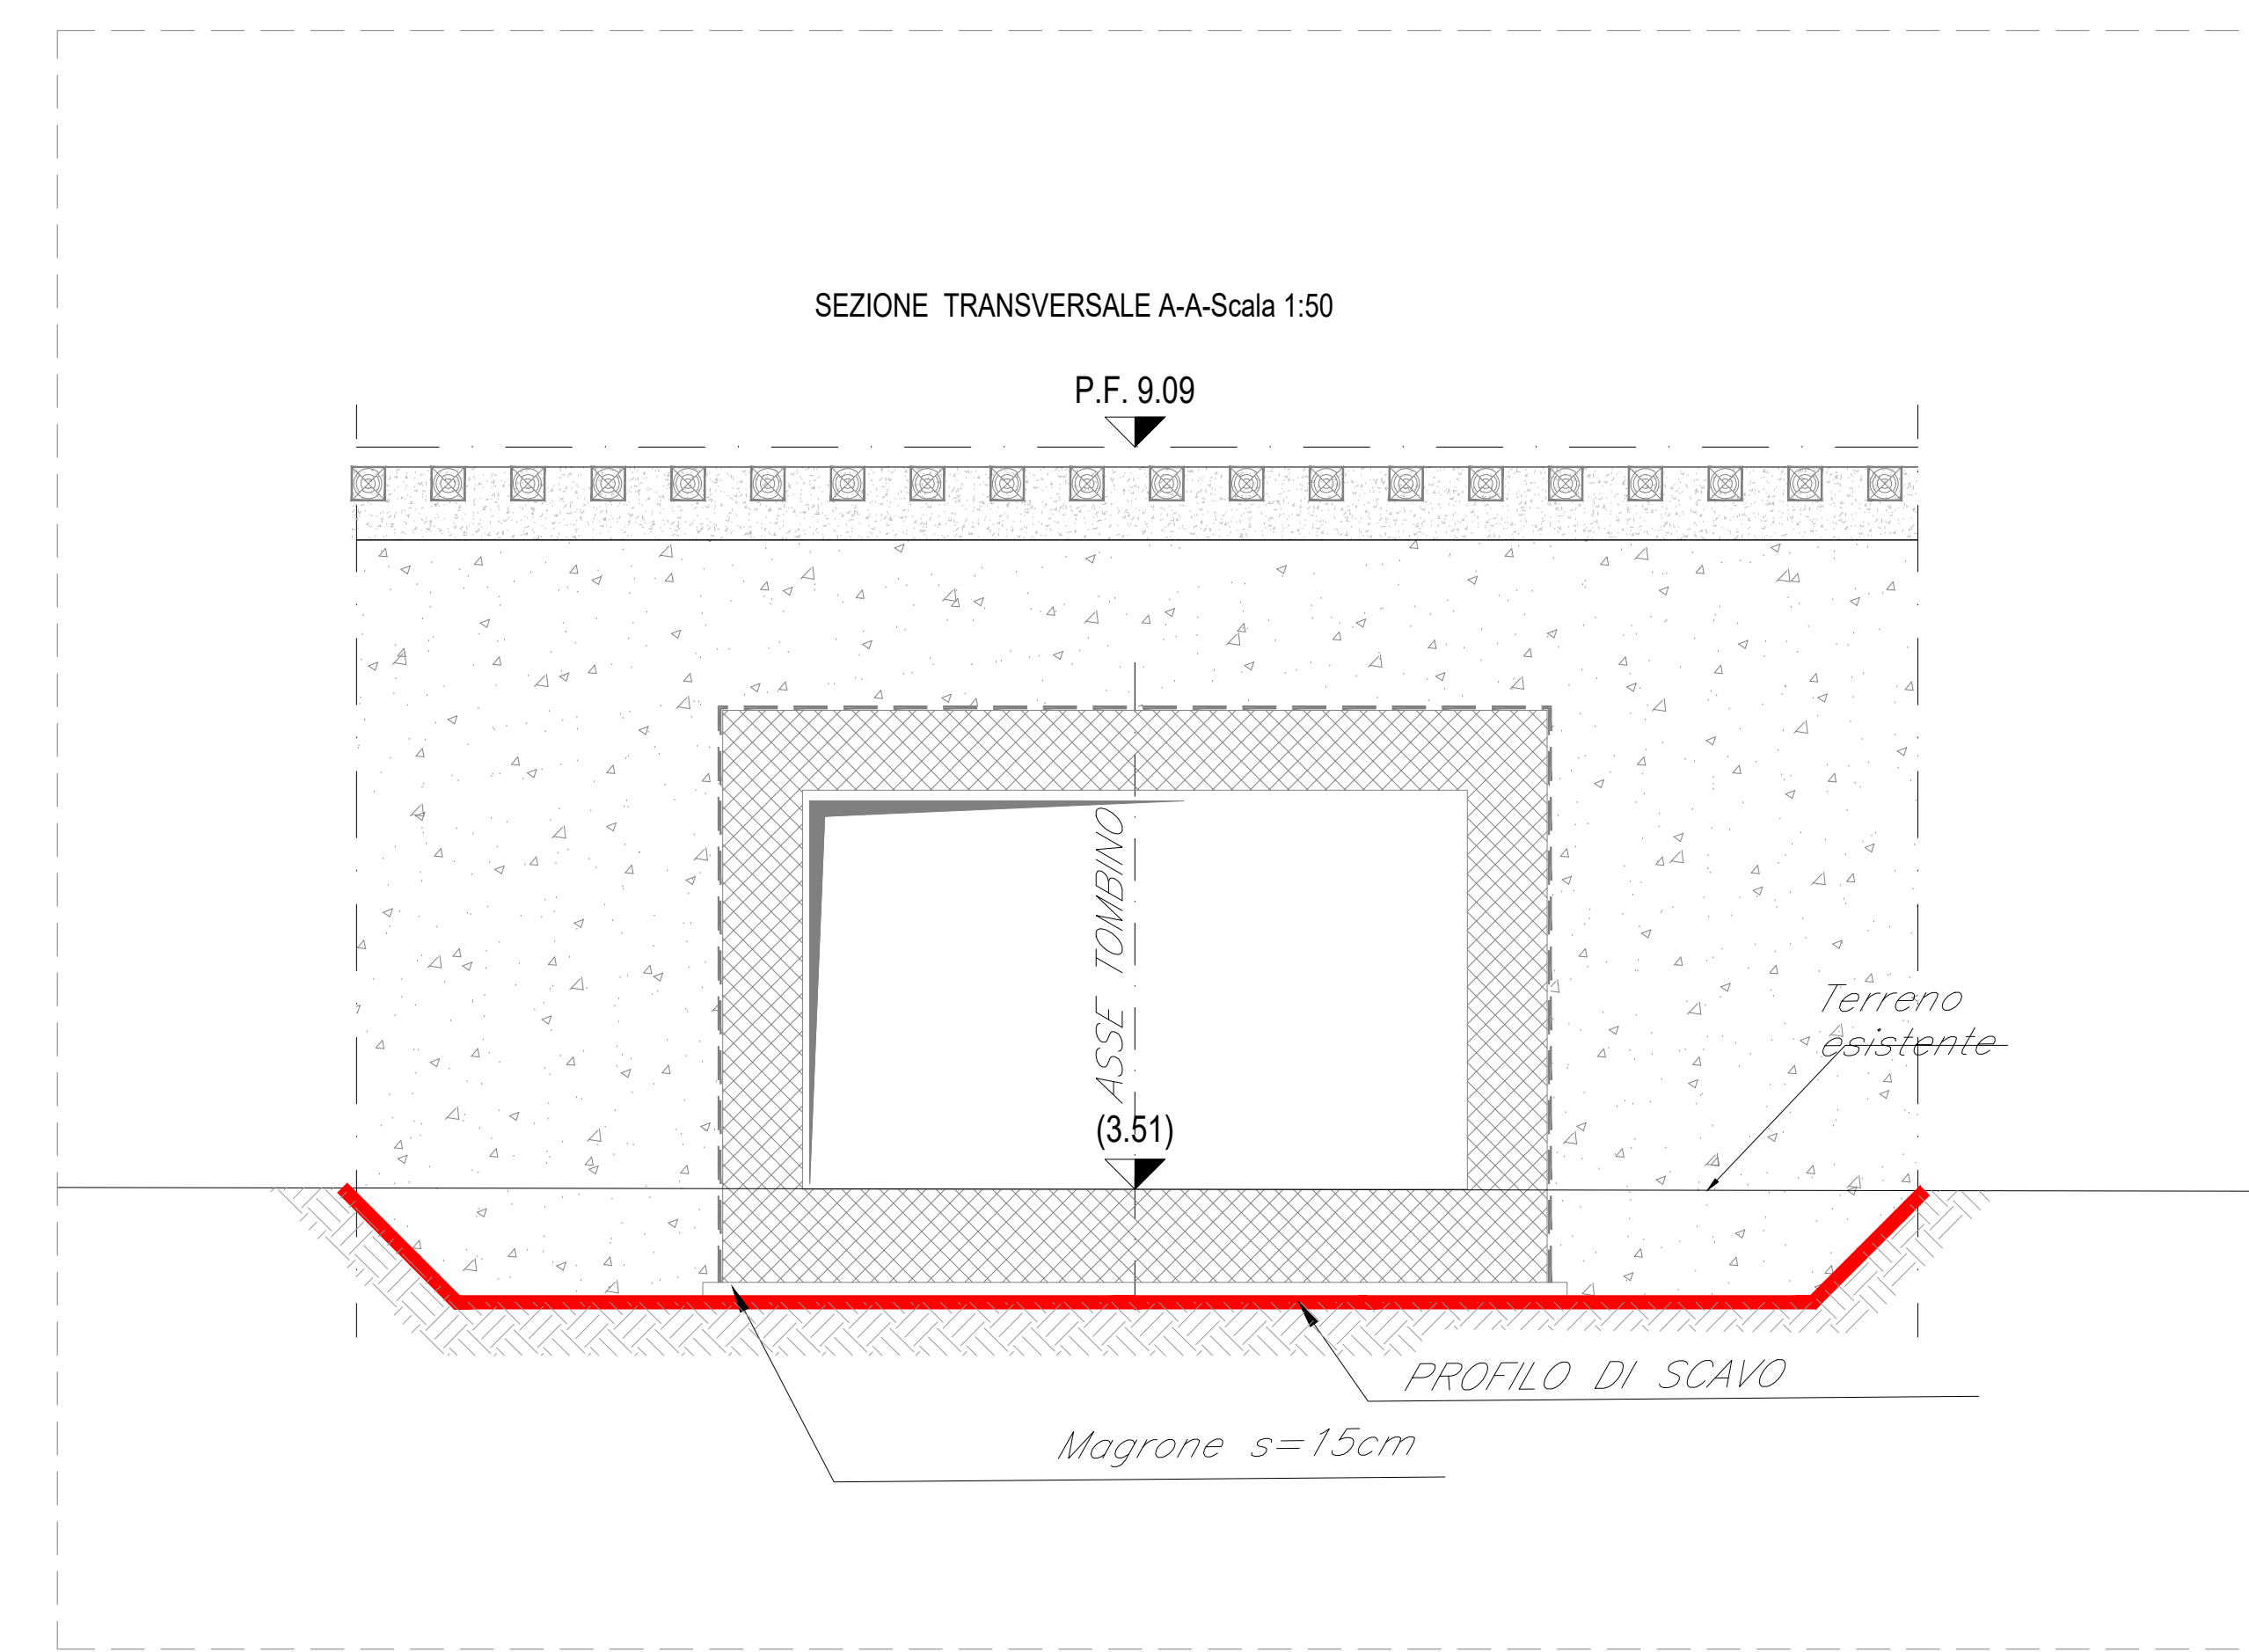 SEZIONE TRANSVERSALE A-A-Scala 1:50
P.F. 9.09
ASSE TOMBINO
Terreno
esistente
(3.51)
PROFILO DI SCAVO
Magrone s=15cm